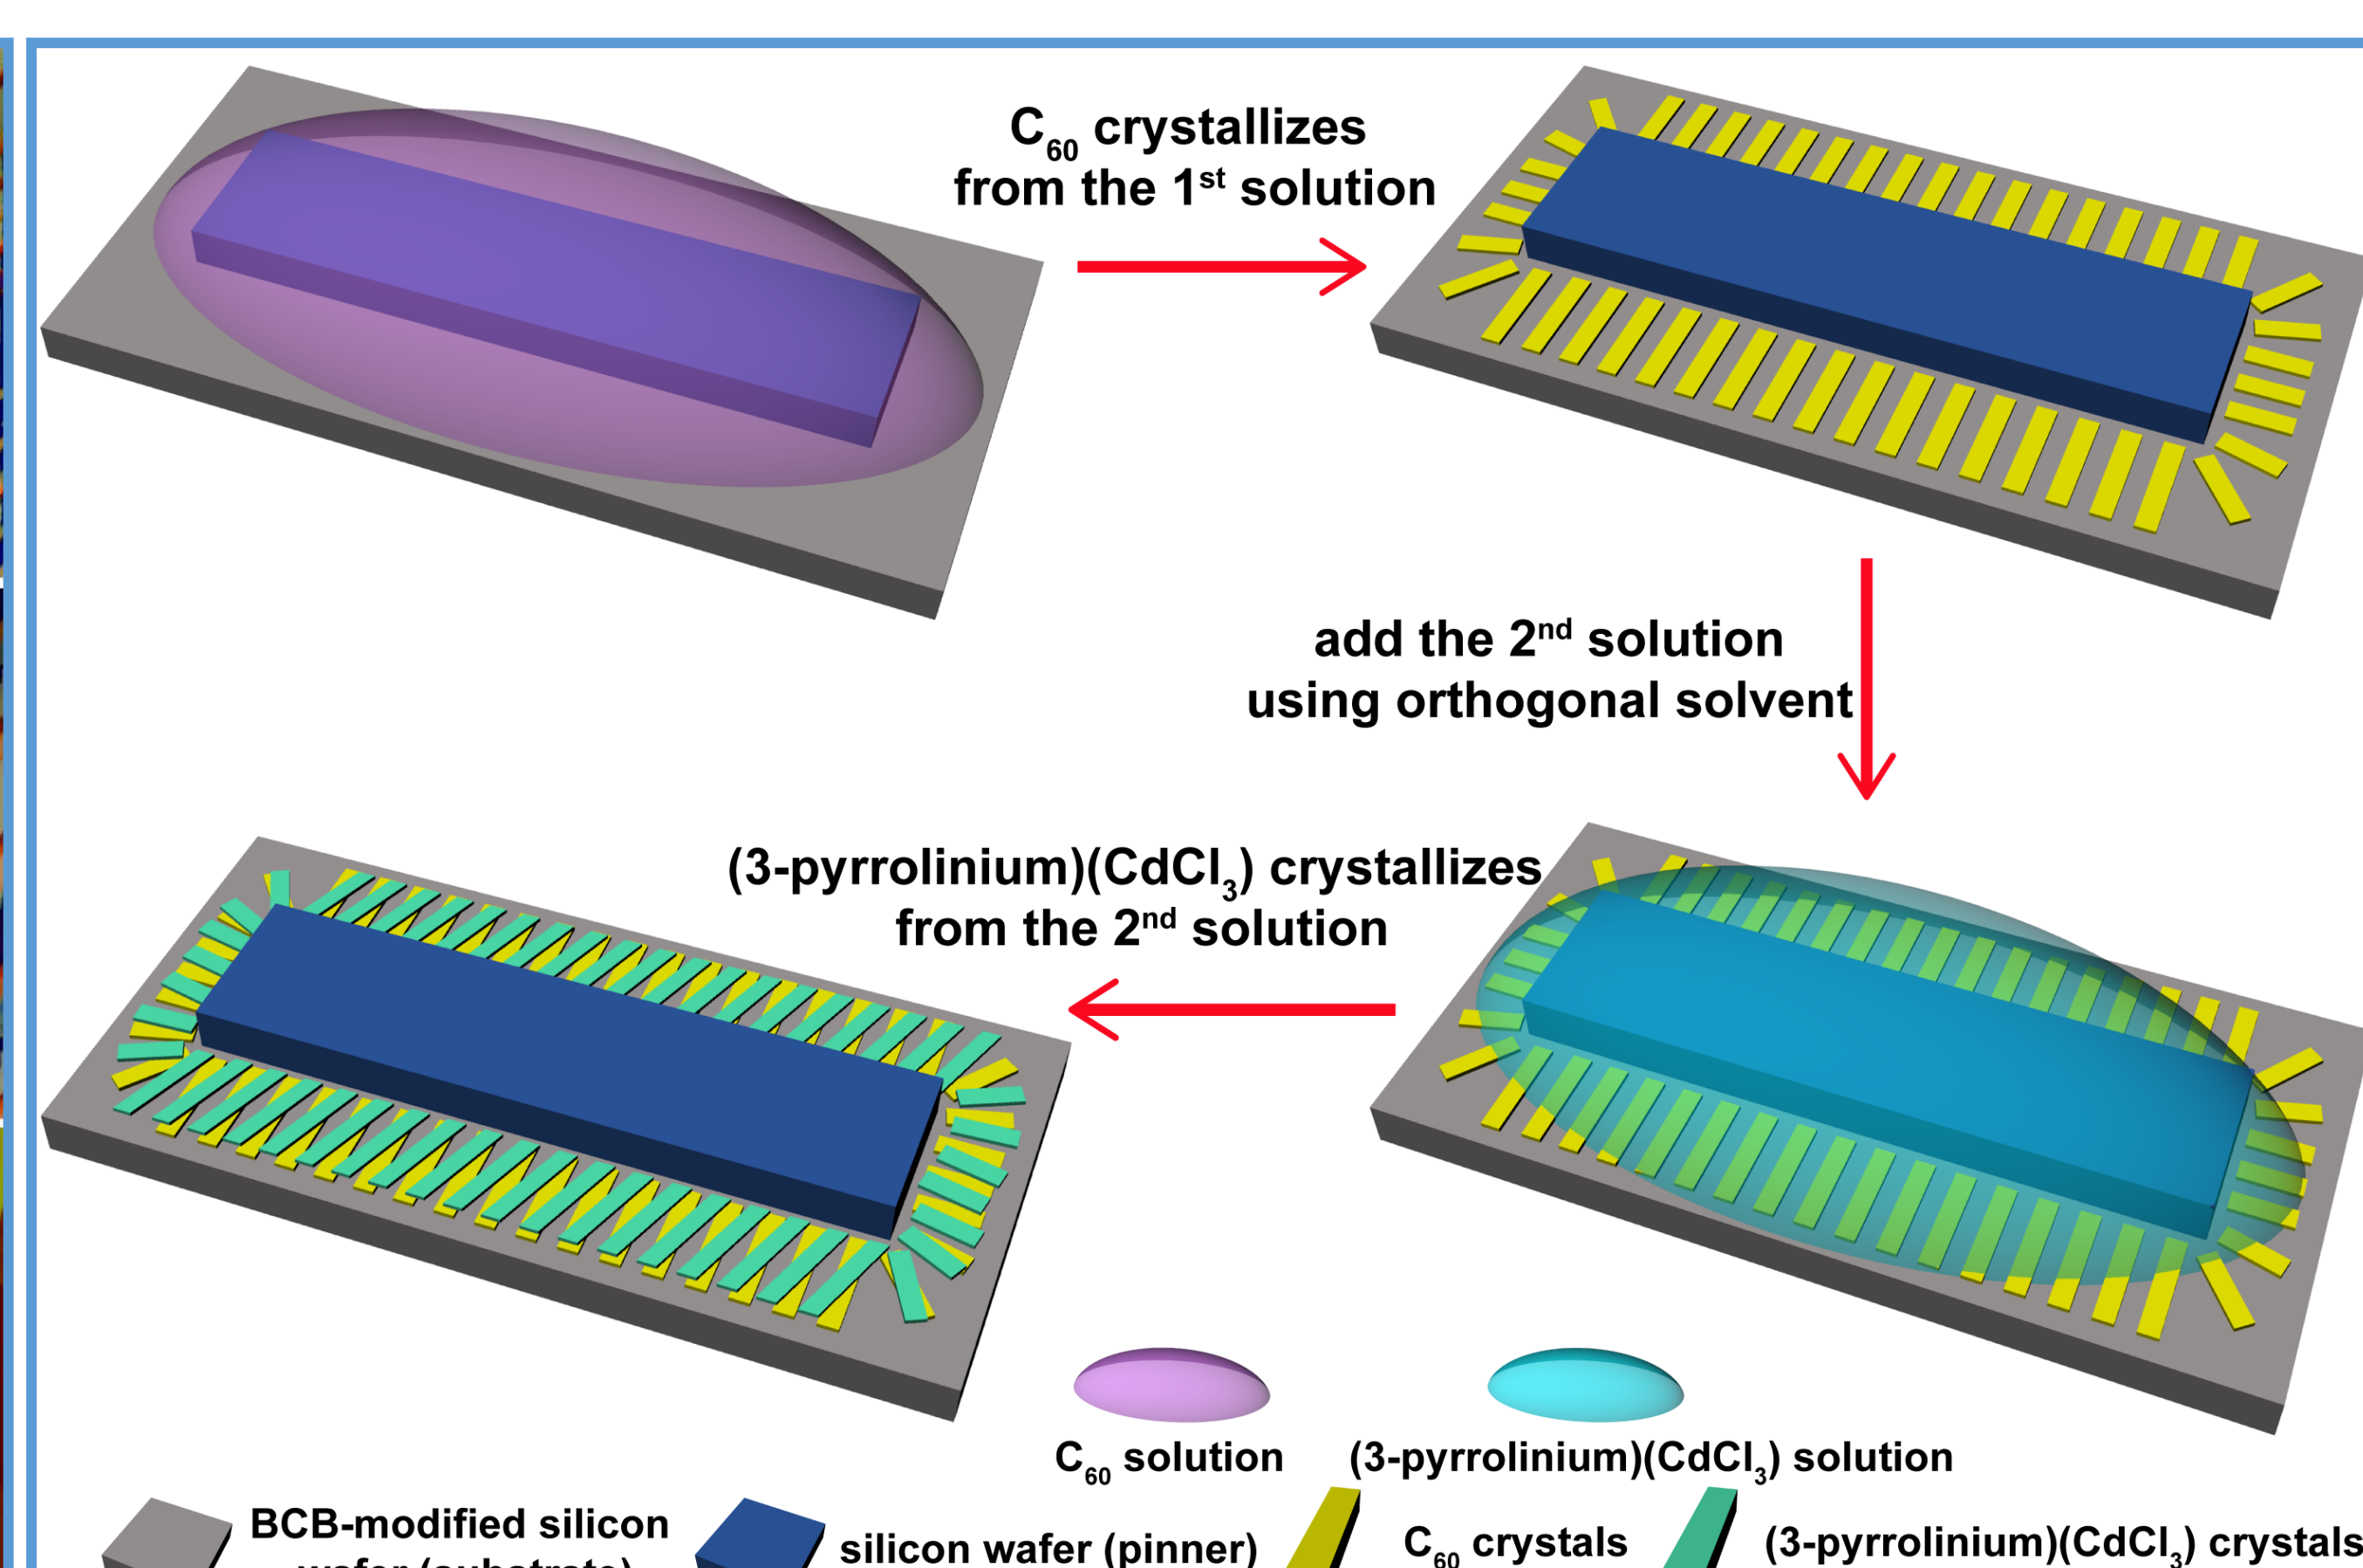 C₆₀ crystallizes
from the 1ˢᵗ solution
add the 2ⁿᵈ solution
using orthogonal solvent
(3-pyrrolinium)(CdCl₃) crystallizes
from the 2ⁿᵈ solution
C₆₀ solution
(3-pyrrolinium)(CdCl₃) solution
BCB-modified silicon
wafer (substrate)
silicon wafer (pinner)
C₆₀ crystals
(3-pyrrolinium)(CdCl₃) crystals